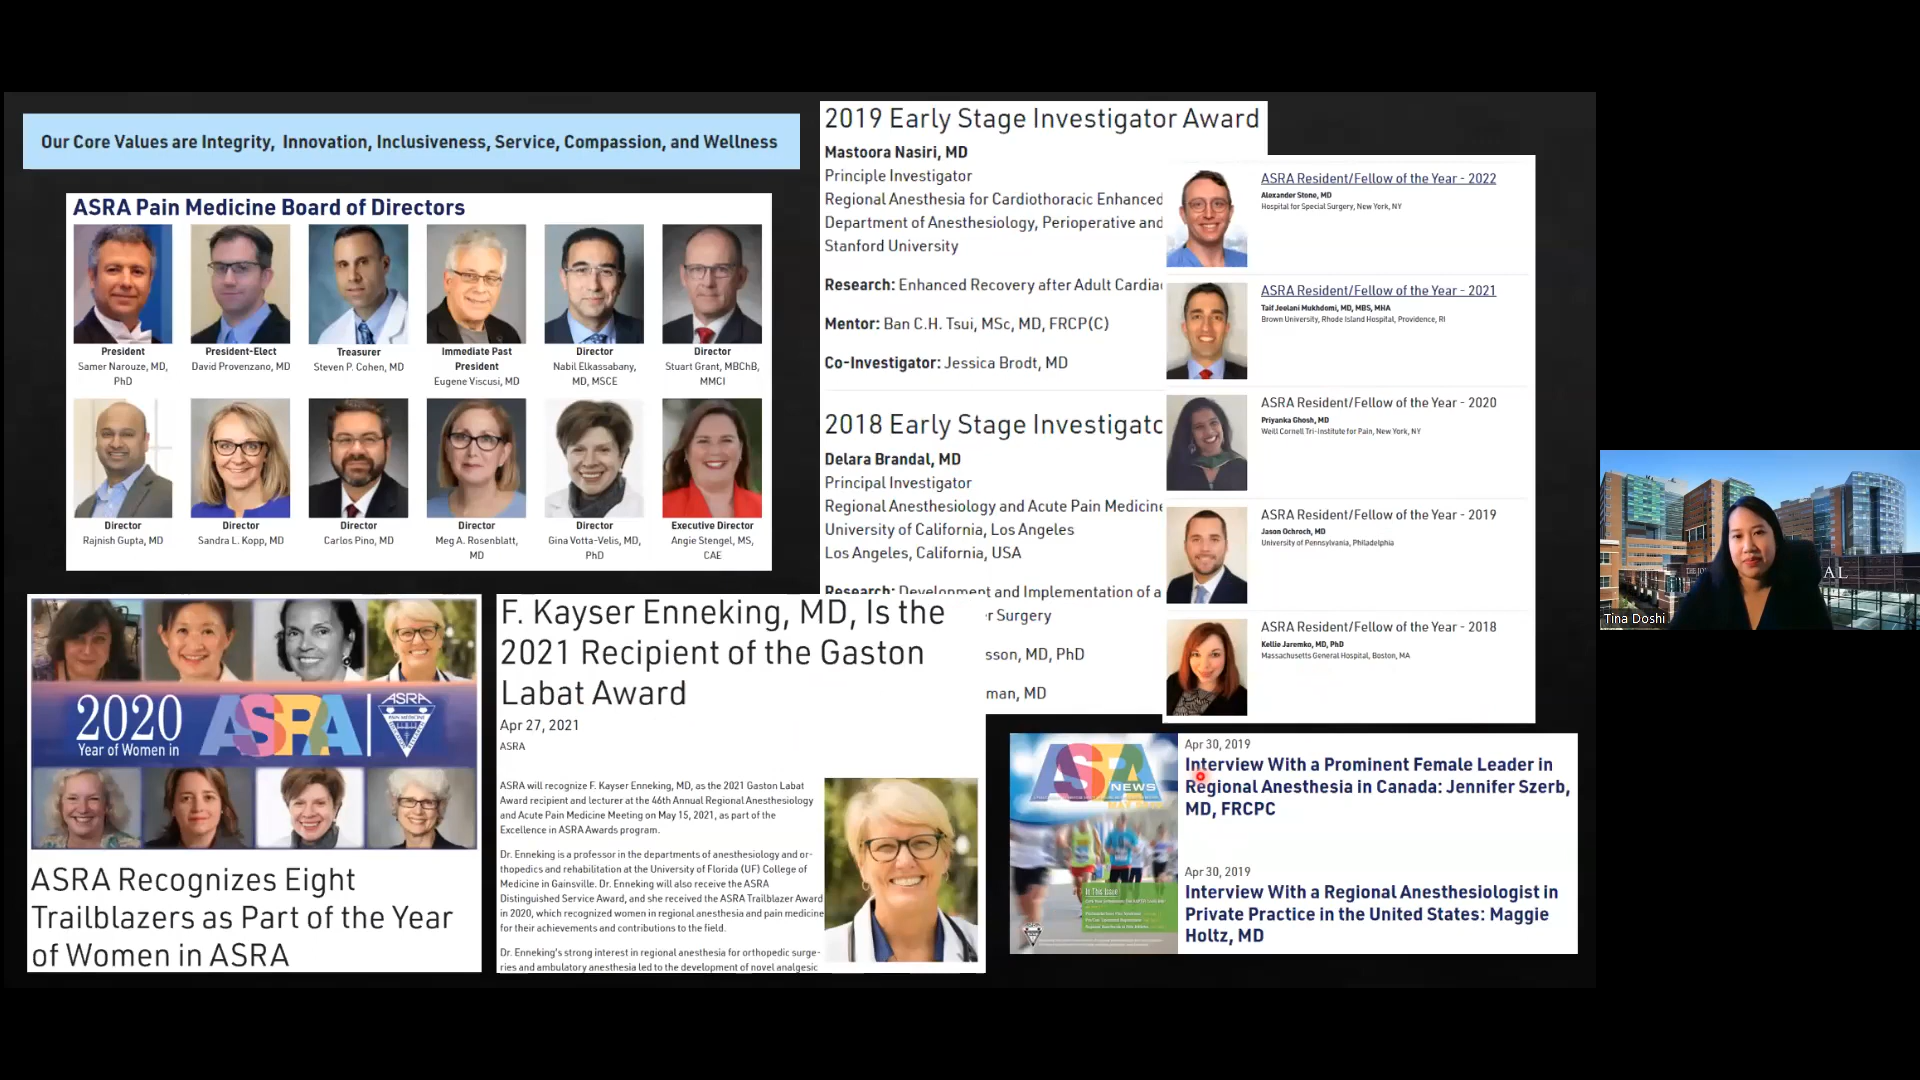 Our Core Values are Integrity, Innovation, Inclusiveness, Service, Compassion, and Wellness
ASRA Pain Medicine Board of Directors
President
Samer Narouze, MD,
PhD
President-Elect
David Provenzano, MD
Treasurer
Steven P. Cohen, MD
Immediate Past
President
Eugene Viscusi, MD
Director
Nabil Elkassabany,
MD, MSCE
Director
Stuart Grant, MBChB,
MMCI
Director
Rajnish Gupta, MD
Director
Sandra L. Kopp, MD
Director
Carlos Pino, MD
Director
Meg A. Rosenblatt,
MD
Director
Gina Votta-Velis, MD,
PhD
Executive Director
Angie Stengel, MS,
CAE
2020
Year of Women in
ASRA
ASRA
ASRA Recognizes Eight
Trailblazers as Part of the Year
of Women in ASRA
F. Kayser Enneking, MD, Is the
2021 Recipient of the Gaston
Labat Award
Apr 27, 2021
ASRA
ASRA will recognize F. Kayser Enneking, MD, as the 2021 Gaston Labat
Award recipient and lecturer at the 46th Annual Regional Anesthesiology
and Acute Pain Medicine Meeting on May 15, 2021, as part of the
Excellence in ASRA Awards program.
Dr. Enneking is a professor in the departments of anesthesiology and or-
thopedics and rehabilitation at the University of Florida (UF) College of
Medicine in Gainsville. Dr. Enneking will also receive the ASRA
Distinguished Service Award, and she received the ASRA Trailblazer Award
in 2020, which recognized women in regional anesthesia and pain medicine
for their achievements and contributions to the field.
Dr. Enneking's strong interest in regional anesthesia for orthopedic surge-
ries and ambulatory anesthesia led to the development of novel analgesic
2019 Early Stage Investigator Award
Mastoora Nasiri, MD
Principle Investigator
Regional Anesthesia for Cardiothoracic Enhanced
Department of Anesthesiology, Perioperative and
Stanford University
Research: Enhanced Recovery after Adult Cardia
Mentor: Ban C.H. Tsui, MSc, MD, FRCP(C)
Co-Investigator: Jessica Brodt, MD
2018 Early Stage Investigato
Delara Brandal, MD
Principal Investigator
Regional Anesthesiology and Acute Pain Medicine
University of California, Los Angeles
Los Angeles, California, USA
Research: Development and Implementation of a
r Surgery
sson, MD, PhD
man, MD
ASRA Resident/Fellow of the Year - 2022
Alexander Stone, MD
Hospital for Special Surgery, New York, NY
ASRA Resident/Fellow of the Year - 2021
Taif Jeelani Mukhdomi, MD, MBS, MHA
Brown University, Rhode Island Hospital, Providence, RI
ASRA Resident/Fellow of the Year - 2020
Priyanka Ghosh, MD
Weill Cornell Tri-Institute for Pain, New York, NY
ASRA Resident/Fellow of the Year - 2019
Jason Ochroch, MD
University of Pennsylvania, Philadelphia
ASRA Resident/Fellow of the Year - 2018
Kellie Jaremko, MD, PhD
Massachusetts General Hospital, Boston, MA
ASRA
NEWS
In This Issue
Apr 30, 2019
Interview With a Prominent Female Leader in
Regional Anesthesia in Canada: Jennifer Szerb,
MD, FRCPC
Apr 30, 2019
Interview With a Regional Anesthesiologist in
Private Practice in the United States: Maggie
Holtz, MD
AL
Tina Doshi